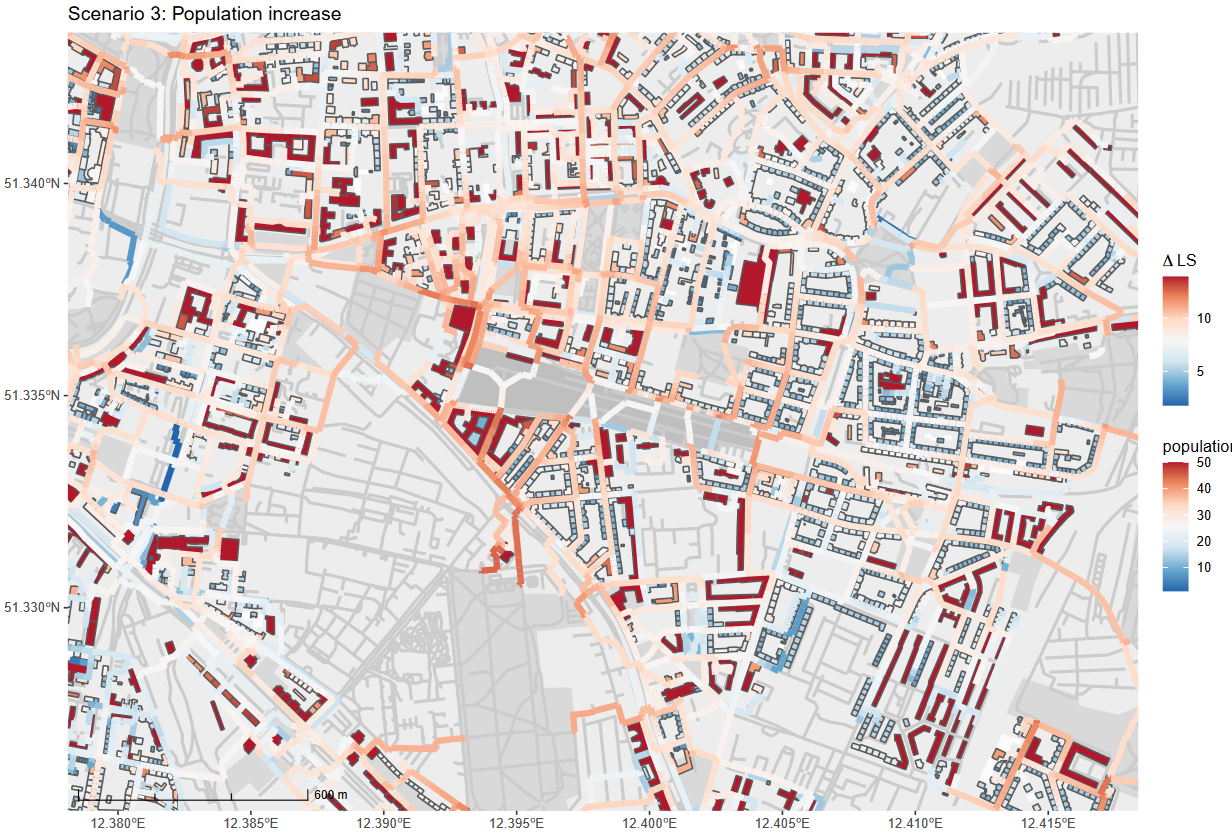 Scenario 3: Population increase
51.340°N
51.335°N
51.330°N
12.380°E
12.385°E
12.390°E
12.395°E
12.400°E
12.405°E
12.410°E
12.415°E
600 m
Δ LS
10
5
population
50
40
30
20
10